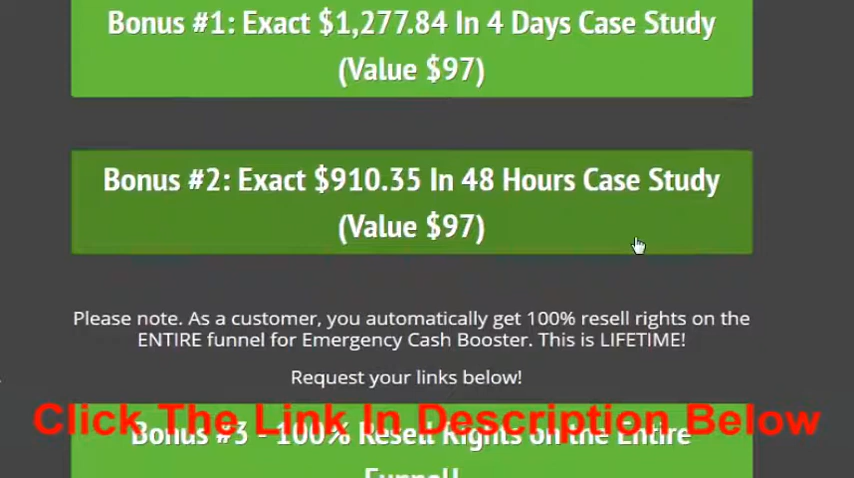 Bonus #1: Exact $1,277.84 In 4 Days Case Study
(Value $97)
Bonus #2: Exact $910.35 In 48 Hours Case Study
(Value $97)
Please note. As a customer, you automatically get 100% resell rights on the
ENTIRE funnel for Emergency Cash Booster. This is LIFETIME!
Request your links below!
Click The Link In Description Below
Bonus #3 - 100% Resell Rights on the Entire
Funnel!